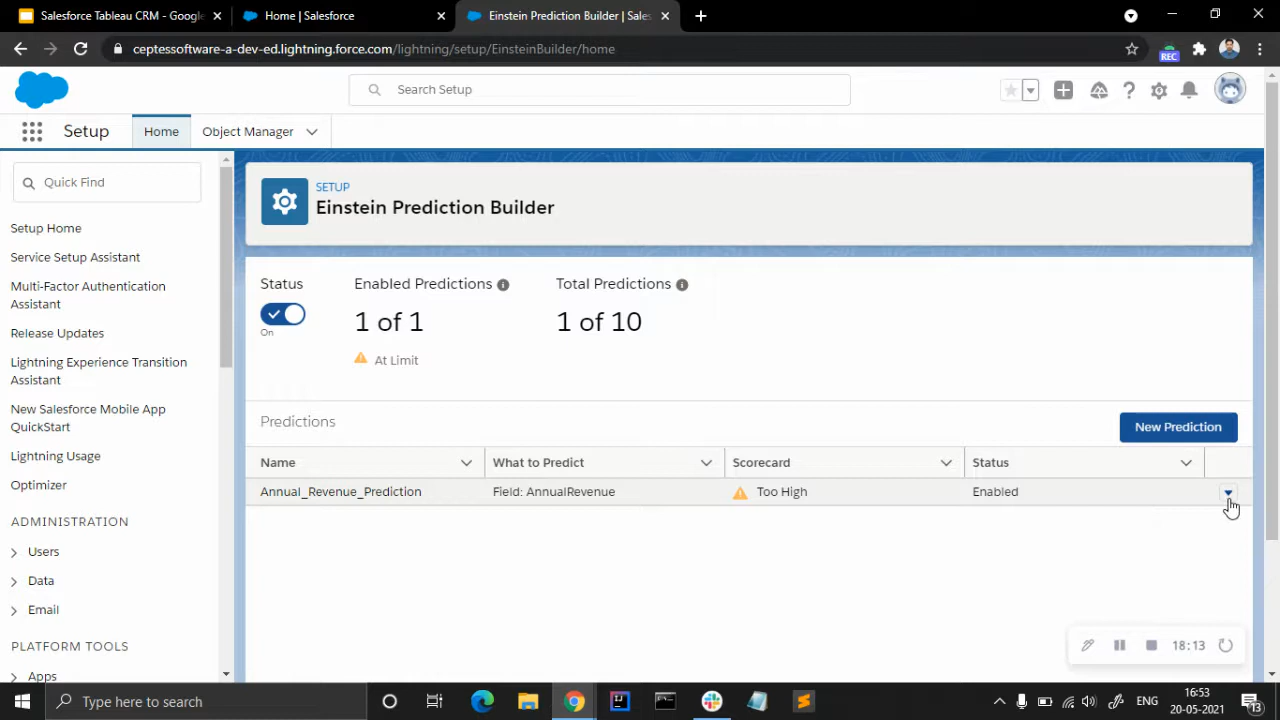 Salesforce Tableau CRM - Google
Home | Salesforce
Einstein Prediction Builder | Sales
ceptessoftware-a-dev-ed.lightning.force.com/lightning/setup/EinsteinBuilder/home
REC
Search Setup
Setup
Home
Object Manager
Quick Find
Setup Home
Service Setup Assistant
Multi-Factor Authentication
Assistant
Release Updates
Lightning Experience Transition
Assistant
New Salesforce Mobile App
QuickStart
Lightning Usage
Optimizer
ADMINISTRATION
Users
Data
Email
PLATFORM TOOLS
Apps
SETUP
Einstein Prediction Builder
Status
Enabled Predictions
Total Predictions
On
1 of 1
1 of 10
At Limit
Predictions
New Prediction
Name
What to Predict
Scorecard
Status
Annual_Revenue_Prediction
Field: AnnualRevenue
Too High
Enabled
18:13
Type here to search
ENG
16:53
20-05-2021
13